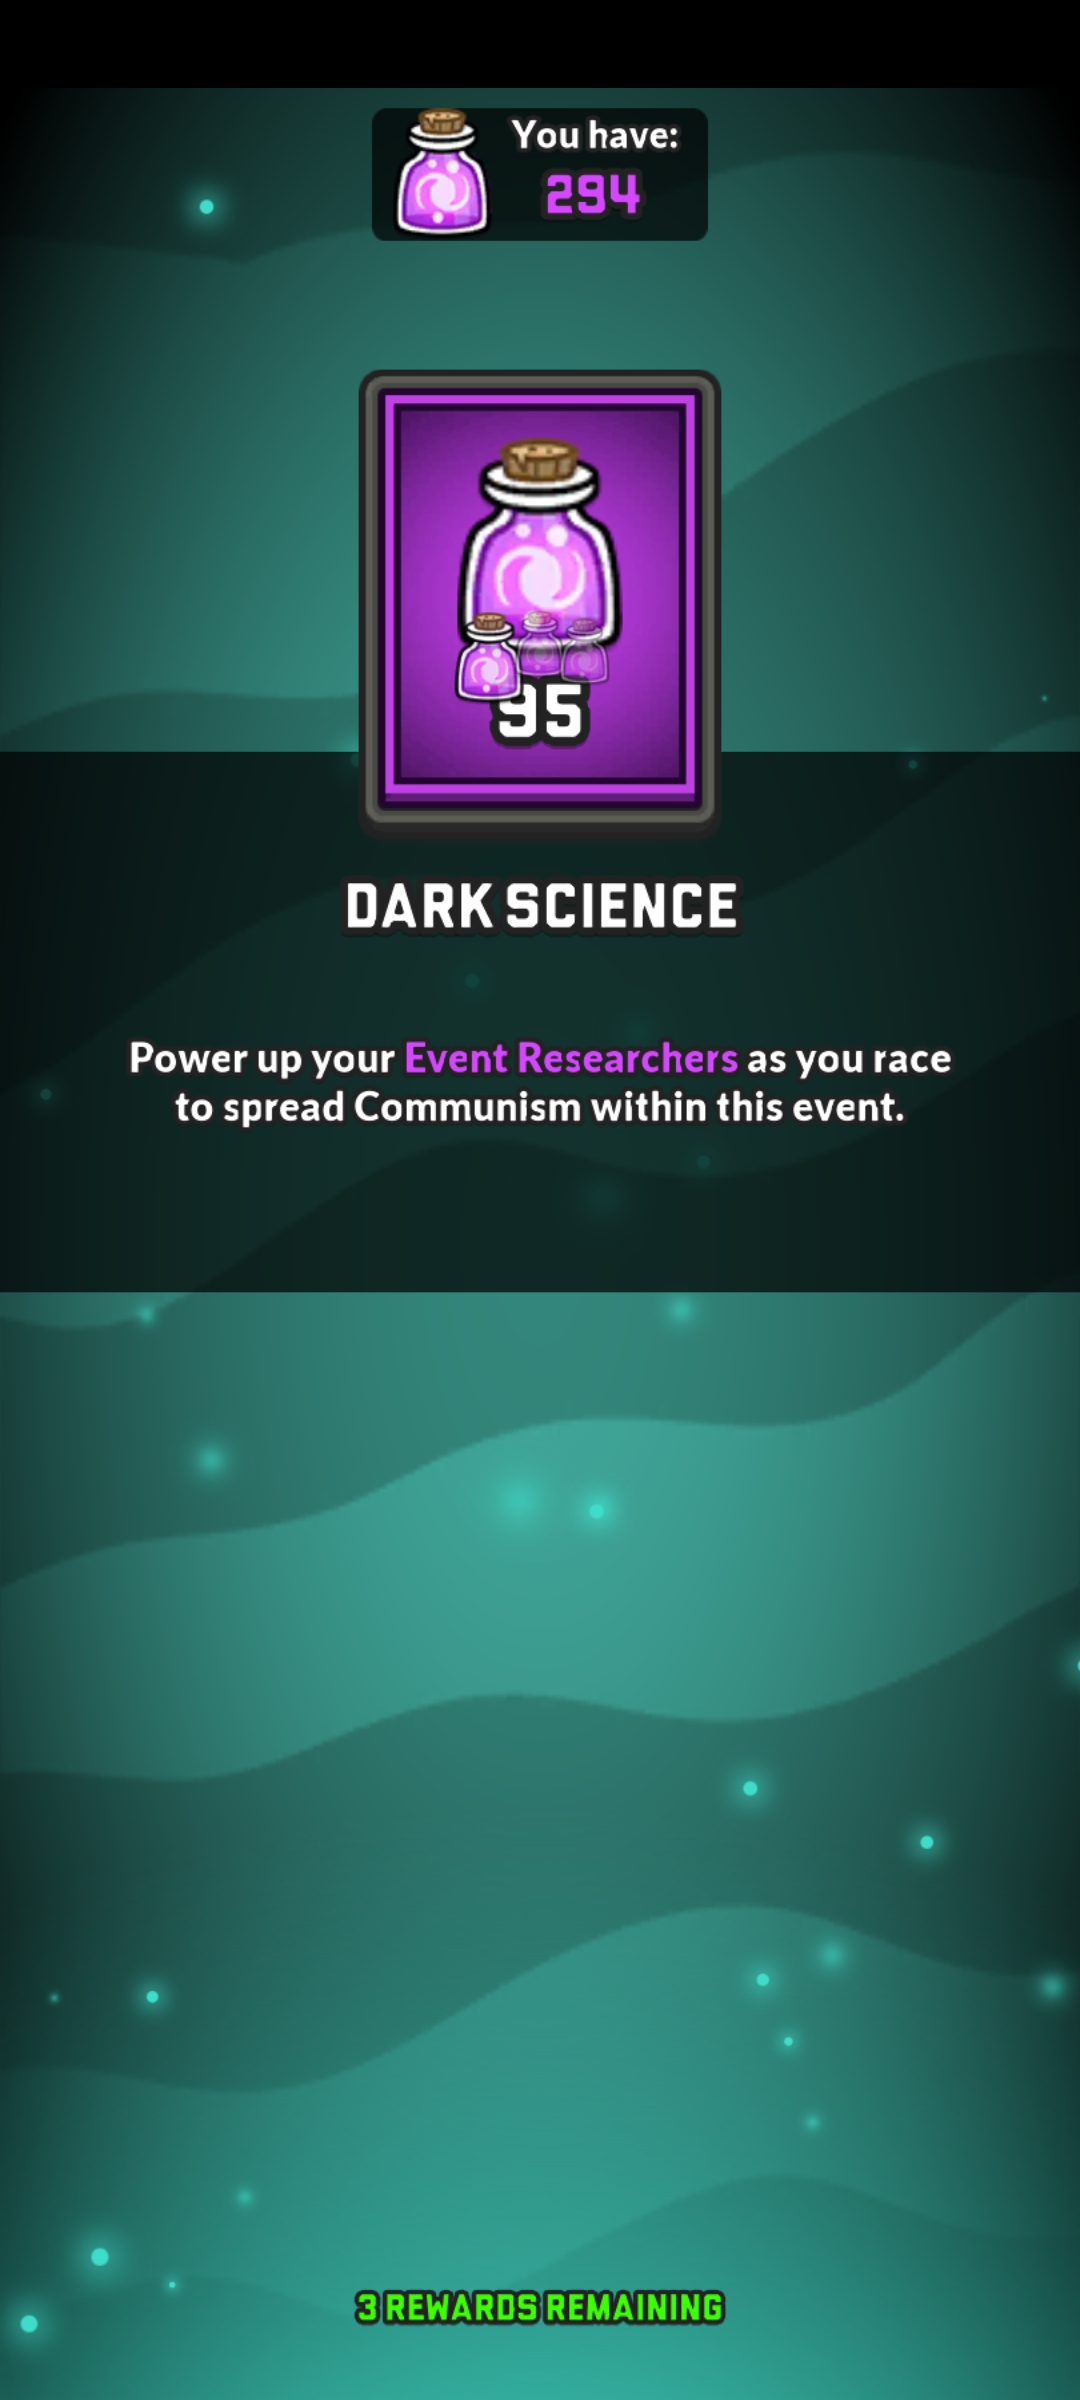 You have:
294
95
DARK SCIENCE
Power up your Event Researchers as you race
to spread Communism within this event.
3 REWARDS REMAINING